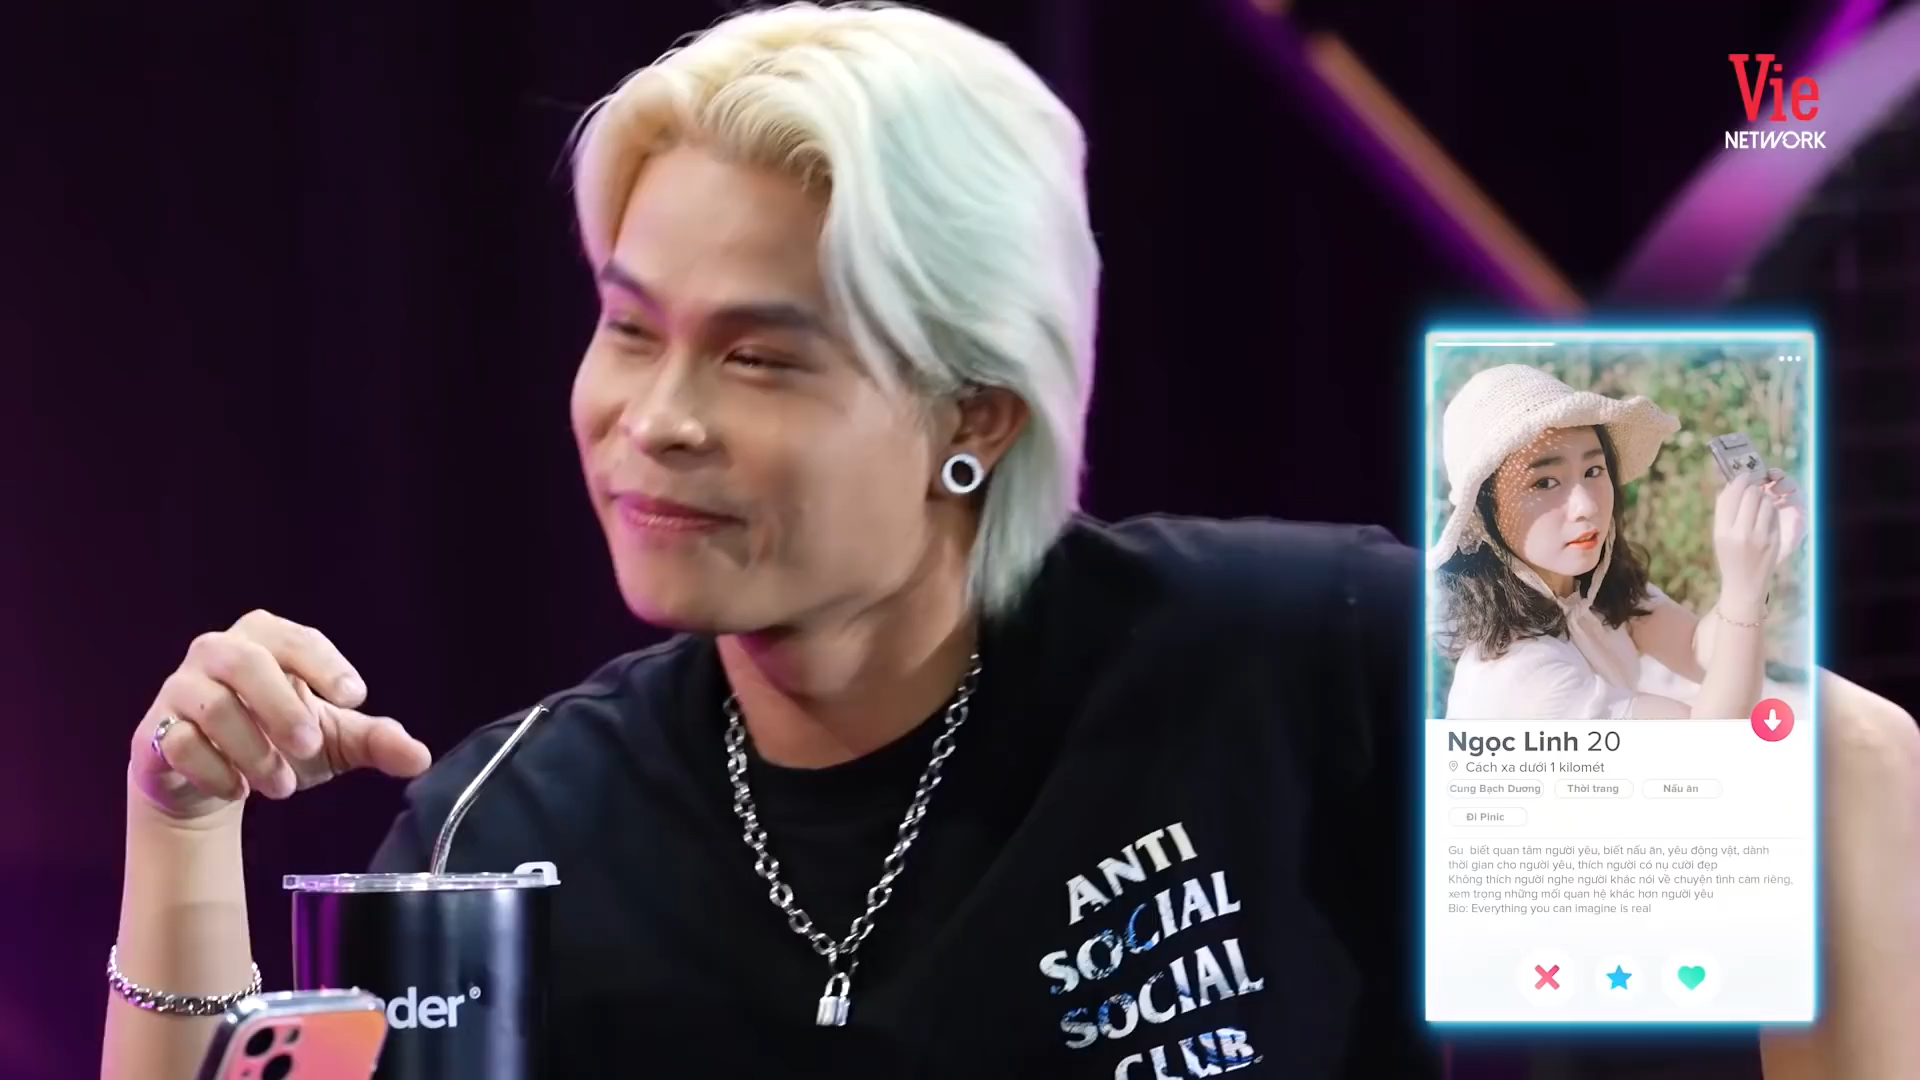 Vie
NETWORK
Ngọc Linh 20
Cách xa dưới 1 kilomét
Cung Bạch Dương Thời trang Nấu ăn
Đi Pinic
Gu biết quan tâm người yêu, biết nấu ăn, yêu động vật, dành
thời gian cho người yêu, thích người có nụ cười đẹp
Không thích người nghe người khác nói về chuyện tình cảm riêng,
xem trọng những mối quan hệ khác hơn người yêu
Bio: Everything you can imagine is real
ANTI
SOCIAL
SOCIAL
CLUB
nder®